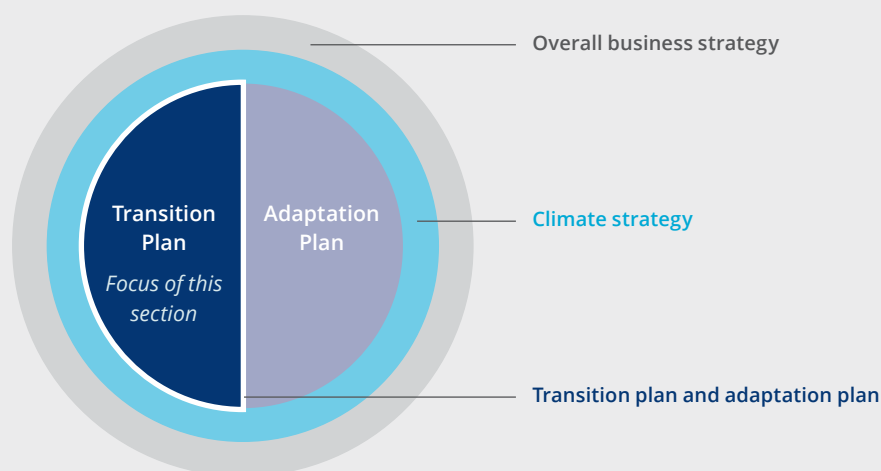 Overall business strategy
Transition
Plan
Focus of this
section
Adaptation
Plan
Climate strategy
Transition plan and adaptation plan